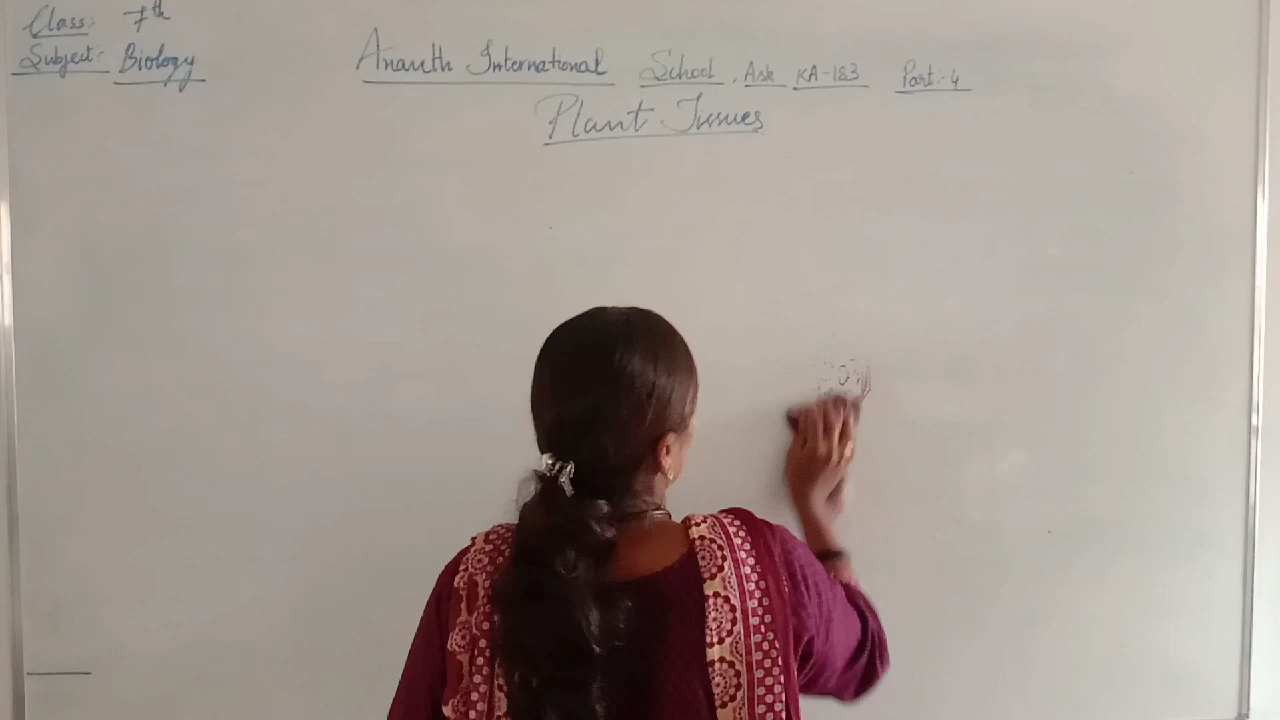 Class:- 7th
Subject:- Biology
Ananth International School, Ask KA-183 Part:-4
Plant Tissues